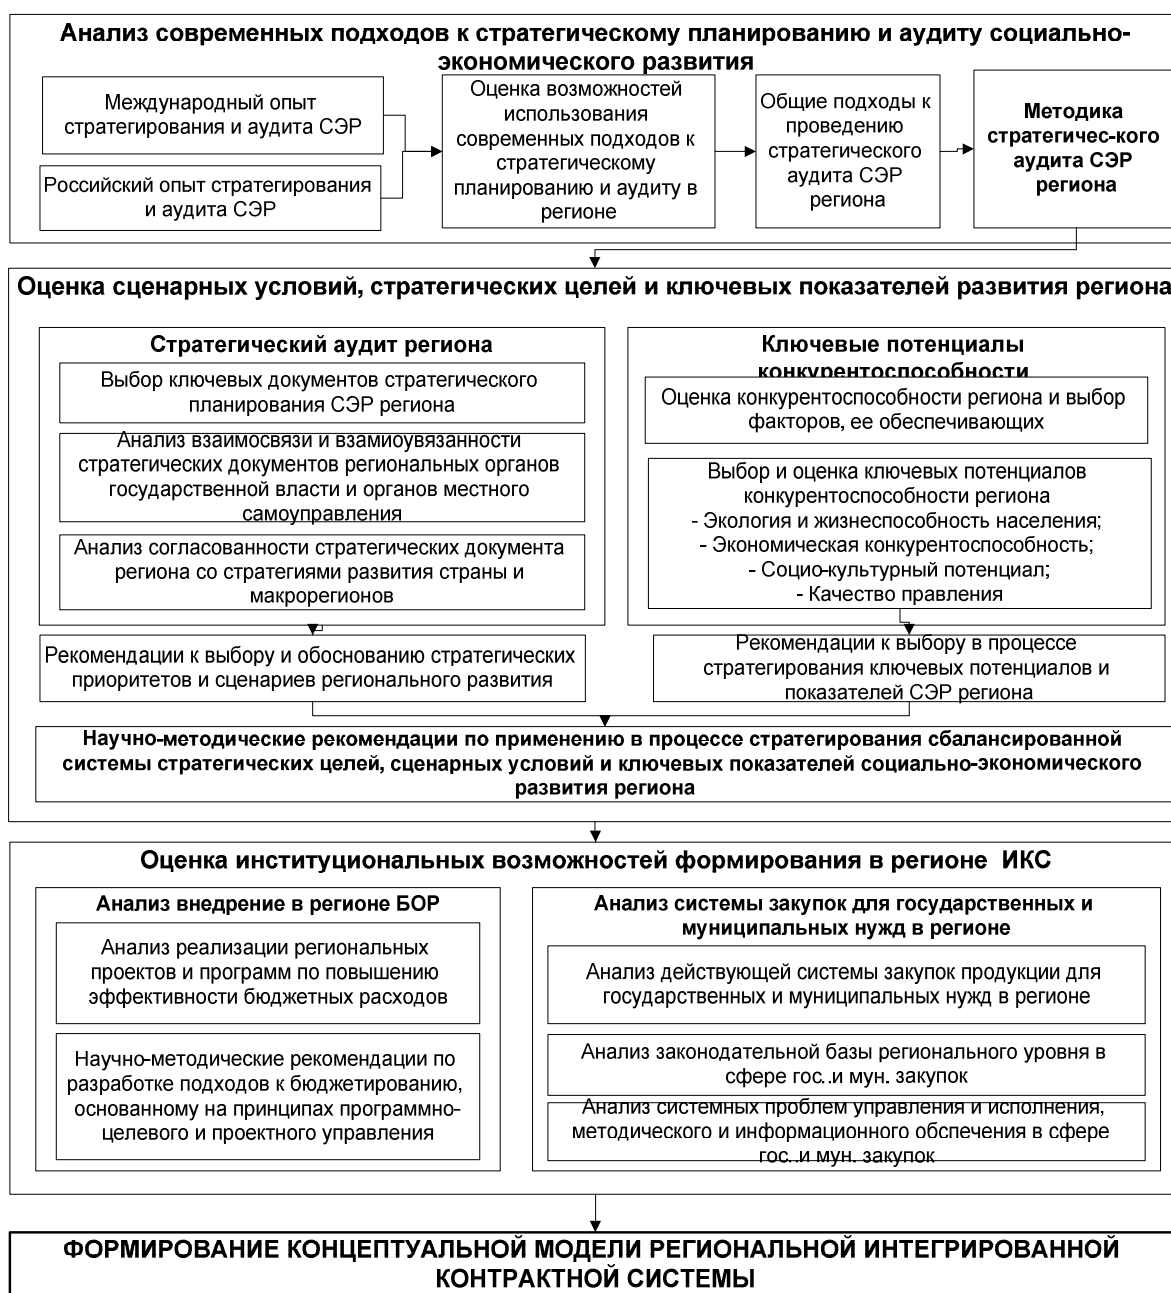 Анализ современных подходов к стратегическому планированию и аудиту социально-
экономического развития
Международный опыт
стратегирования и аудита СЭР
Российский опыт стратегирования
и аудита СЭР
Оценка возможностей
использования
современных подходов к
стратегическому
планированию и аудиту в
регионе
Общие подходы к
проведению
стратегического
аудита СЭР
региона
Методика
стратегичес-кого
аудита СЭР
региона
Оценка сценарных условий, стратегических целей и ключевых показателей развития региона
Стратегический аудит региона
Выбор ключевых документов стратегического
планирования СЭР региона
Анализ взаимосвязи и взамиоувязанности
стратегических документов региональных органов
государственной власти и органов местного
самоуправления
Анализ согласованности стратегических документа
региона со стратегиями развития страны и
макрорегионов
Рекомендации к выбору и обоснованию стратегических
приоритетов и сценариев регионального развития
Ключевые потенциалы
конкурентоспособности
Оценка конкурентоспособности региона и выбор
факторов, ее обеспечивающих
Выбор и оценка ключевых потенциалов
конкурентоспособности региона
- Экология и жизнеспособность населения;
- Экономическая конкурентоспособность;
- Социо-культурный потенциал;
- Качество правления
Рекомендации к выбору в процессе
стратегирования ключевых потенциалов и
показателей СЭР региона
Научно-методические рекомендации по применению в процессе стратегирования сбалансированной
системы стратегических целей, сценарных условий и ключевых показателей социально-экономического
развития региона
Оценка институциональных возможностей формирования в регионе ИКС
Анализ внедрение в регионе БОР
Анализ реализации региональных
проектов и программ по повышению
эффективности бюджетных расходов
Научно-методические рекомендации по
разработке подходов к бюджетированию,
основанному на принципах программно-
целевого и проектного управления
Анализ системы закупок для государственных и
муниципальных нужд в регионе
Анализ действующей системы закупок продукции для
государственных и муниципальных нужд в регионе
Анализ законодательной базы регионального уровня в
сфере гос..и мун. закупок
Анализ системных проблем управления и исполнения,
методического и информационного обспечения в сфере
гос..и мун. закупок
ФОРМИРОВАНИЕ КОНЦЕПТУАЛЬНОЙ МОДЕЛИ РЕГИОНАЛЬНОЙ ИНТЕГРИРОВАННОЙ
КОНТРАКТНОЙ СИСТЕМЫ